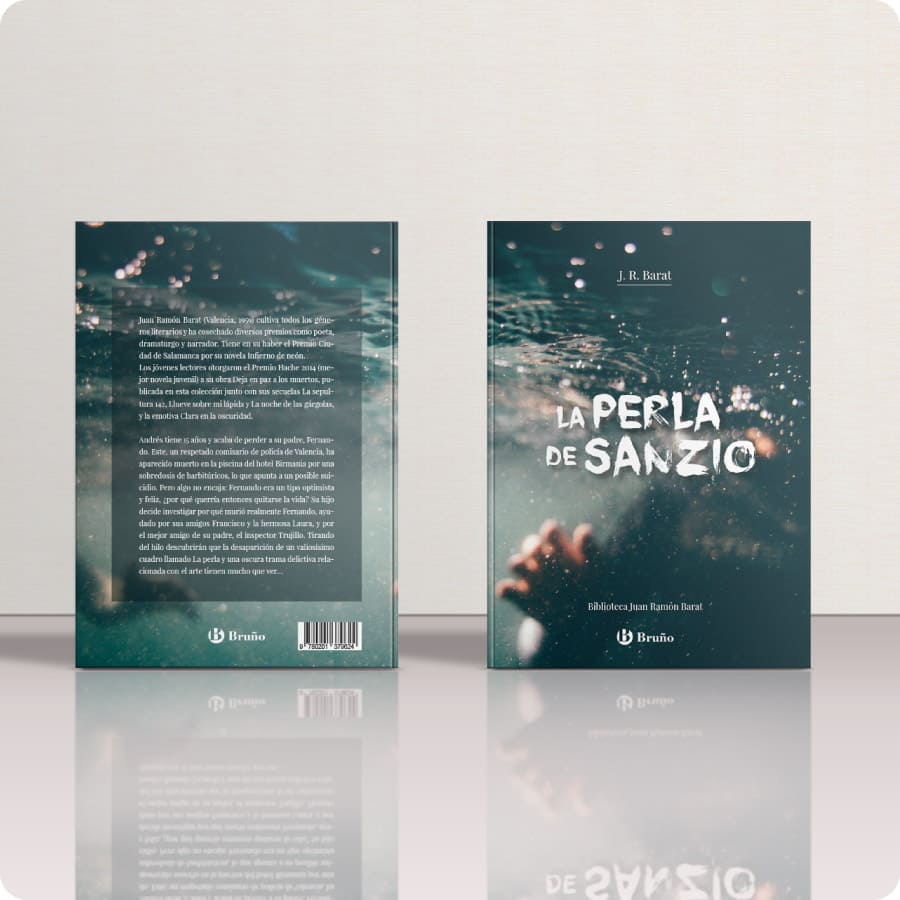 Juan Ramón Barat (Valencia, 1959) cultiva todos los géne-
ros literarios y ha cosechado diversos premios como poeta,
dramaturgo y narrador. Tiene en su haber el Premio Ciu-
dad de Salamanca por su novela Infierno de neón.
Los jóvenes lectores otorgaron el Premio Hache 2014 (me-
jor novela juvenil) a su obra Deja en paz a los muertos, pu-
blicada en esta colección junto con sus secuelas La sepul-
tura 142, Llueve sobre mi lápida y La noche de las gárgolas,
y la emotiva Clara en la oscuridad.
Andrés tiene 15 años y acaba de perder a su padre, Fernan-
do. Este, un respetado comisario de policía de Valencia, ha
aparecido muerto en la piscina del hotel Birmania por una
sobredosis de barbitúricos, lo que apunta a un posible sui-
cidio. Pero algo no encaja: Fernando era un tipo optimista
y feliz, ¿por qué querría entonces quitarse la vida? Su hijo
decide investigar por qué murió realmente Fernando, ayu-
dado por sus amigos Francisco y la hermosa Laura, y por
el mejor amigo de su padre, el inspector Trujillo. Tirando
del hilo descubrirán que la desaparición de un valiosísimo
cuadro llamado La perla y una oscura trama delictiva rela-
cionada con el arte tienen mucho que ver...
Bruño
9 780201 379624
J. R. Barat
LA PERLA
DE SANZIO
Biblioteca Juan Ramón Barat
Bruño